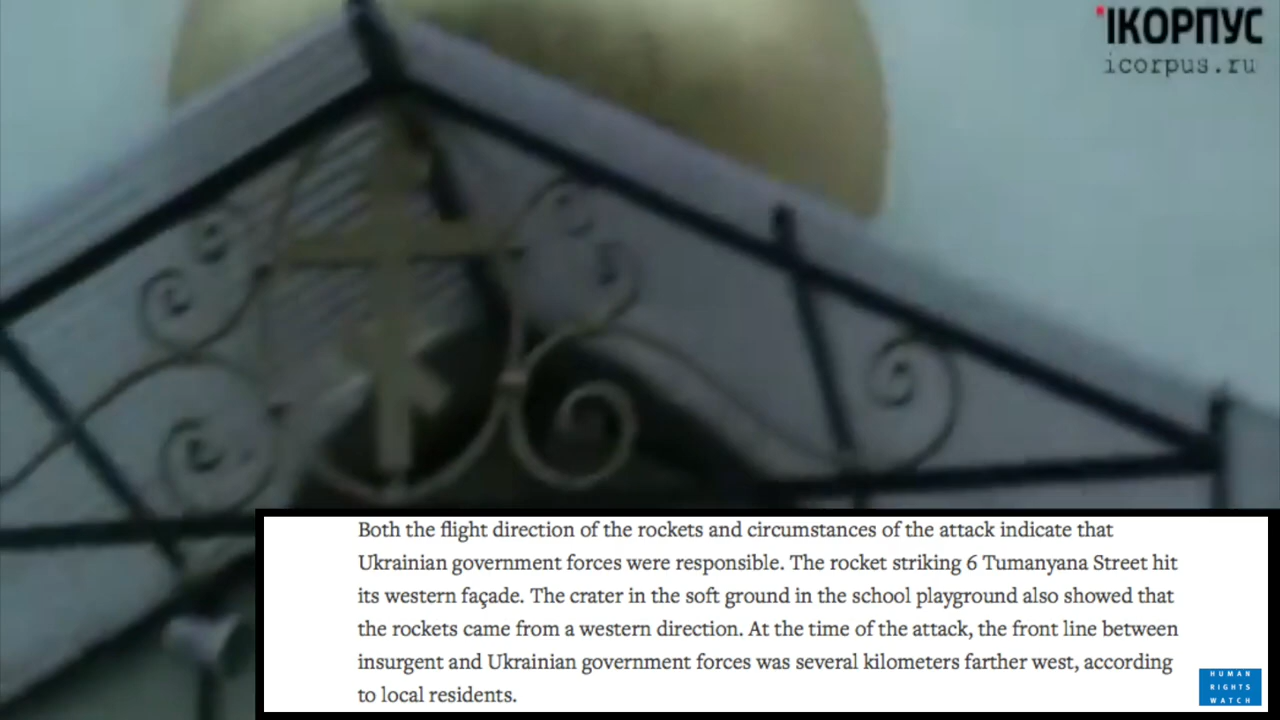 ІКОРПУС
icorpus.ru
Both the flight direction of the rockets and circumstances of the attack indicate that
Ukrainian government forces were responsible. The rocket striking 6 Tumanyana Street hit
its western façade. The crater in the soft ground in the school playground also showed that
the rockets came from a western direction. At the time of the attack, the front line between
insurgent and Ukrainian government forces was several kilometers farther west, according
to local residents.
HUMAN
RIGHTS
WATCH